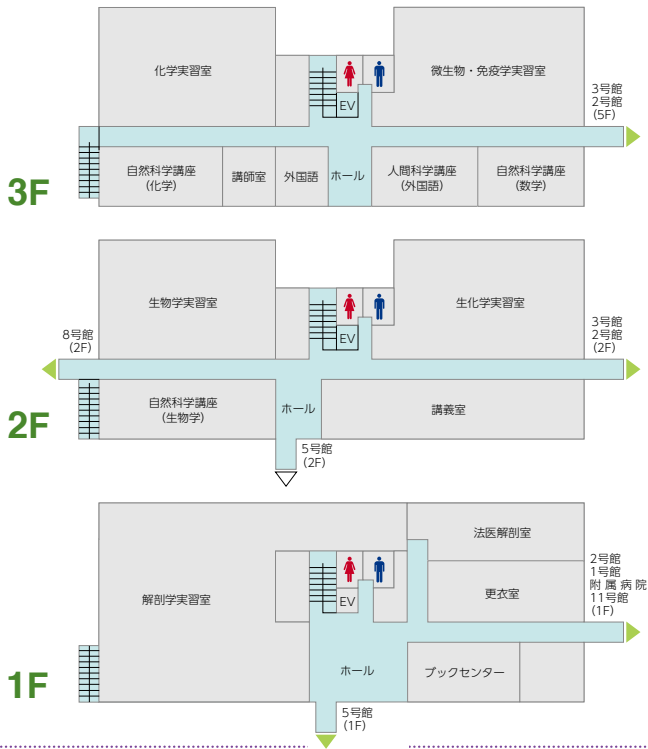 化学実習室
微生物・免疫学実習室
EV
3号館
2号館
(5F)
3F
自然科学講座
(化学)
講師室
外国語
ホール
人間科学講座
(外国語)
自然科学講座
(数学)
生物学実習室
生化学実習室
EV
8号館
(2F)
3号館
2号館
(2F)
2F
自然科学講座
(生物学)
ホール
講義室
5号館
(2F)
法医解剖室
解剖学実習室
EV
更衣室
2号館
1号館
附属病院
11号館
(1F)
1F
ホール
ブックセンター
5号館
(1F)